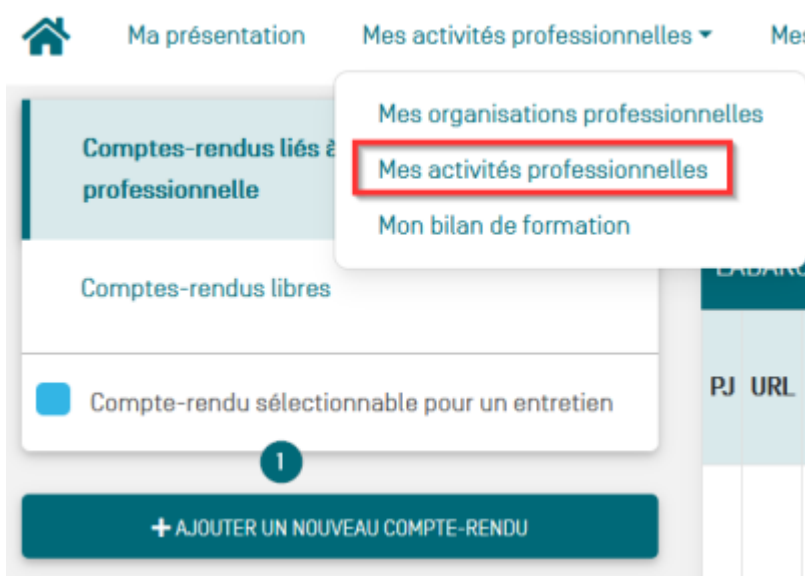 Ma présentation
Mes activités professionnelles
Mes organisations professionnelles
Mes activités professionnelles
Mon bilan de formation
Comptes-rendus liés à
professionnelle
Comptes-rendus libres
Compte-rendu sélectionnable pour un entretien
PJ URL
1
+ AJOUTER UN NOUVEAU COMPTE-RENDU